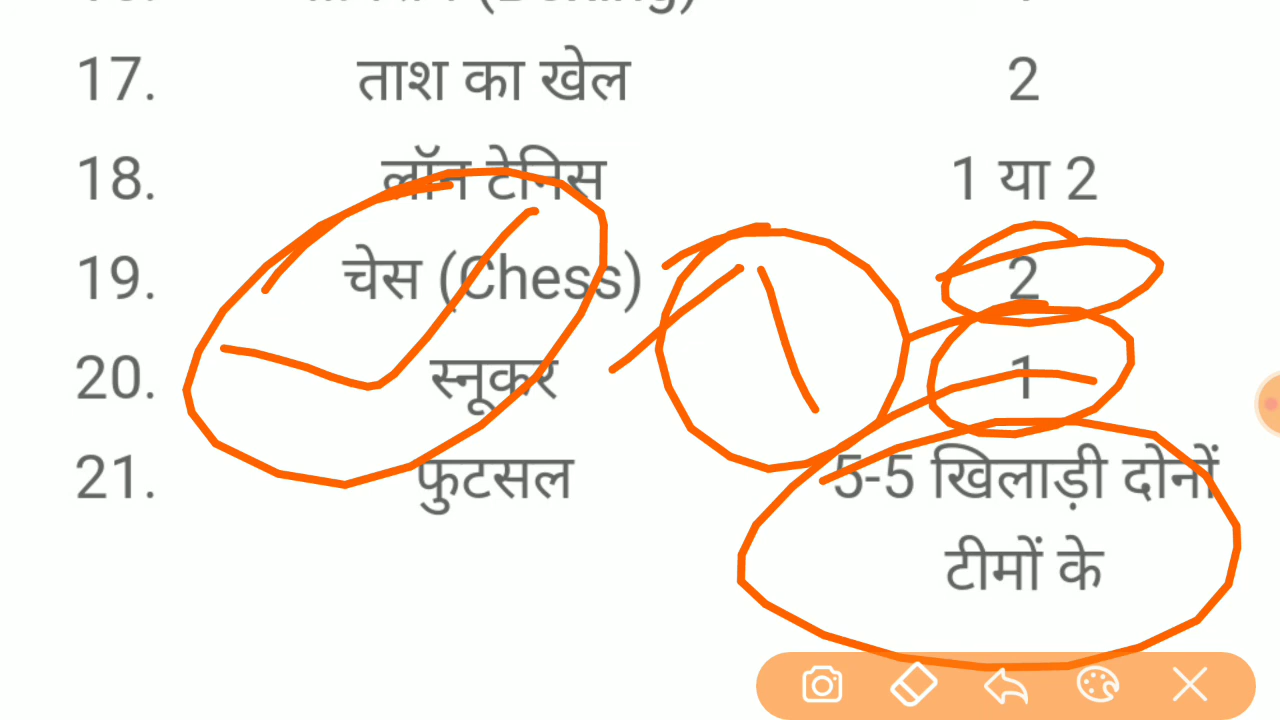 17. ताश का खेल 2
18. लॉन टेनिस 1 या 2
19. चेस (Chess) 2
20. स्नूकर 1
21. फुटसल 5-5 खिलाड़ी दोनों
टीमों के